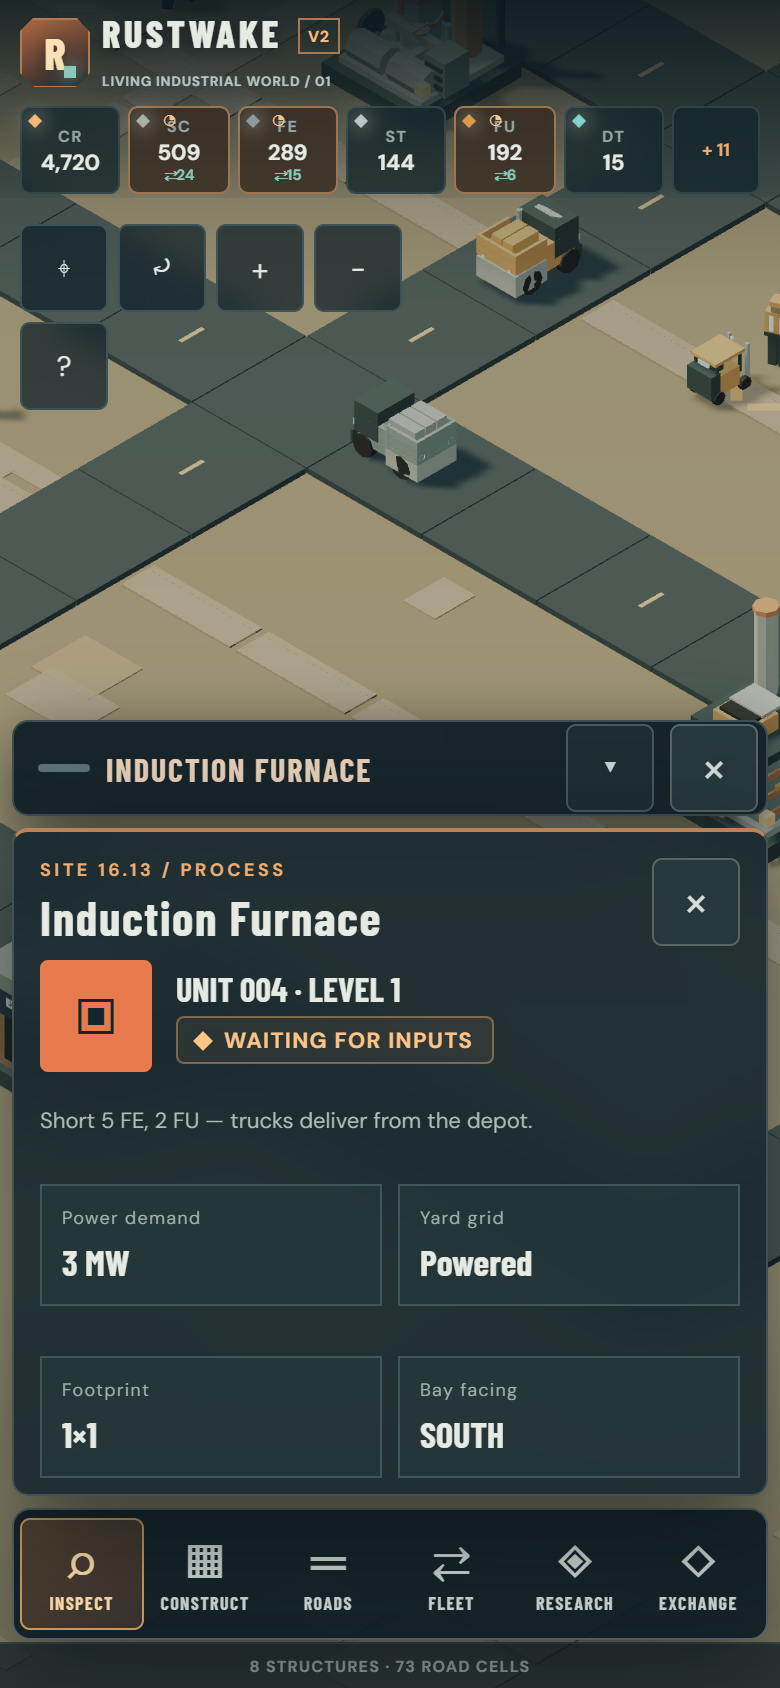 R
RUSTWAKE V2
LIVING INDUSTRIAL WORLD / 01
CR
4,720
SC
509
⇄24
FE
289
⇄15
ST
144
FU
192
⇄6
DT
15
+ 11
+
-
?
INDUCTION FURNACE
SITE 16.13 / PROCESS
Induction Furnace
UNIT 004 · LEVEL 1
WAITING FOR INPUTS
Short 5 FE, 2 FU — trucks deliver from the depot.
Power demand
3 MW
Yard grid
Powered
Footprint
1×1
Bay facing
SOUTH
INSPECT
CONSTRUCT
ROADS
FLEET
RESEARCH
EXCHANGE
8 STRUCTURES · 73 ROAD CELLS